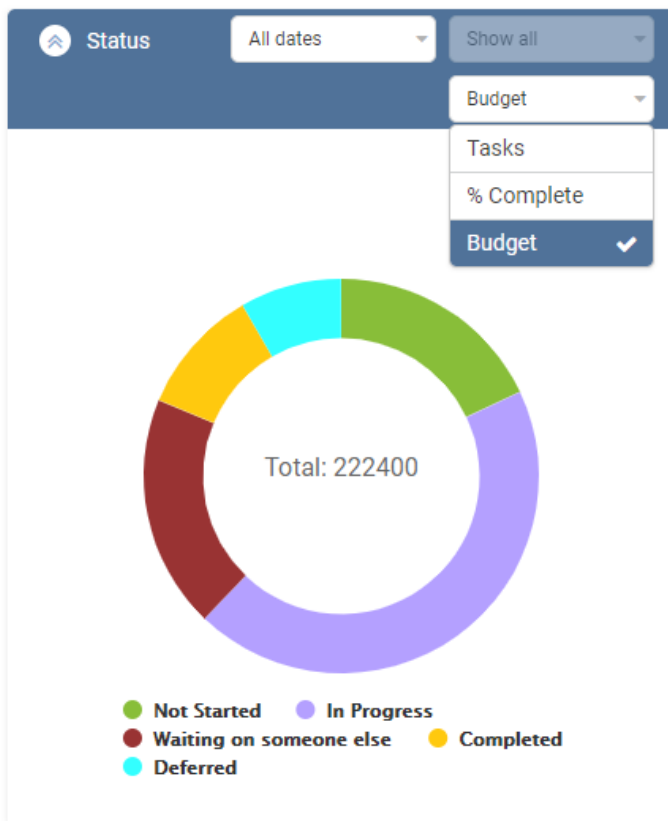 Status All dates Show all
Budget
Tasks
% Complete
Budget
Total: 222400
Not Started In Progress
Waiting on someone else Completed
Deferred